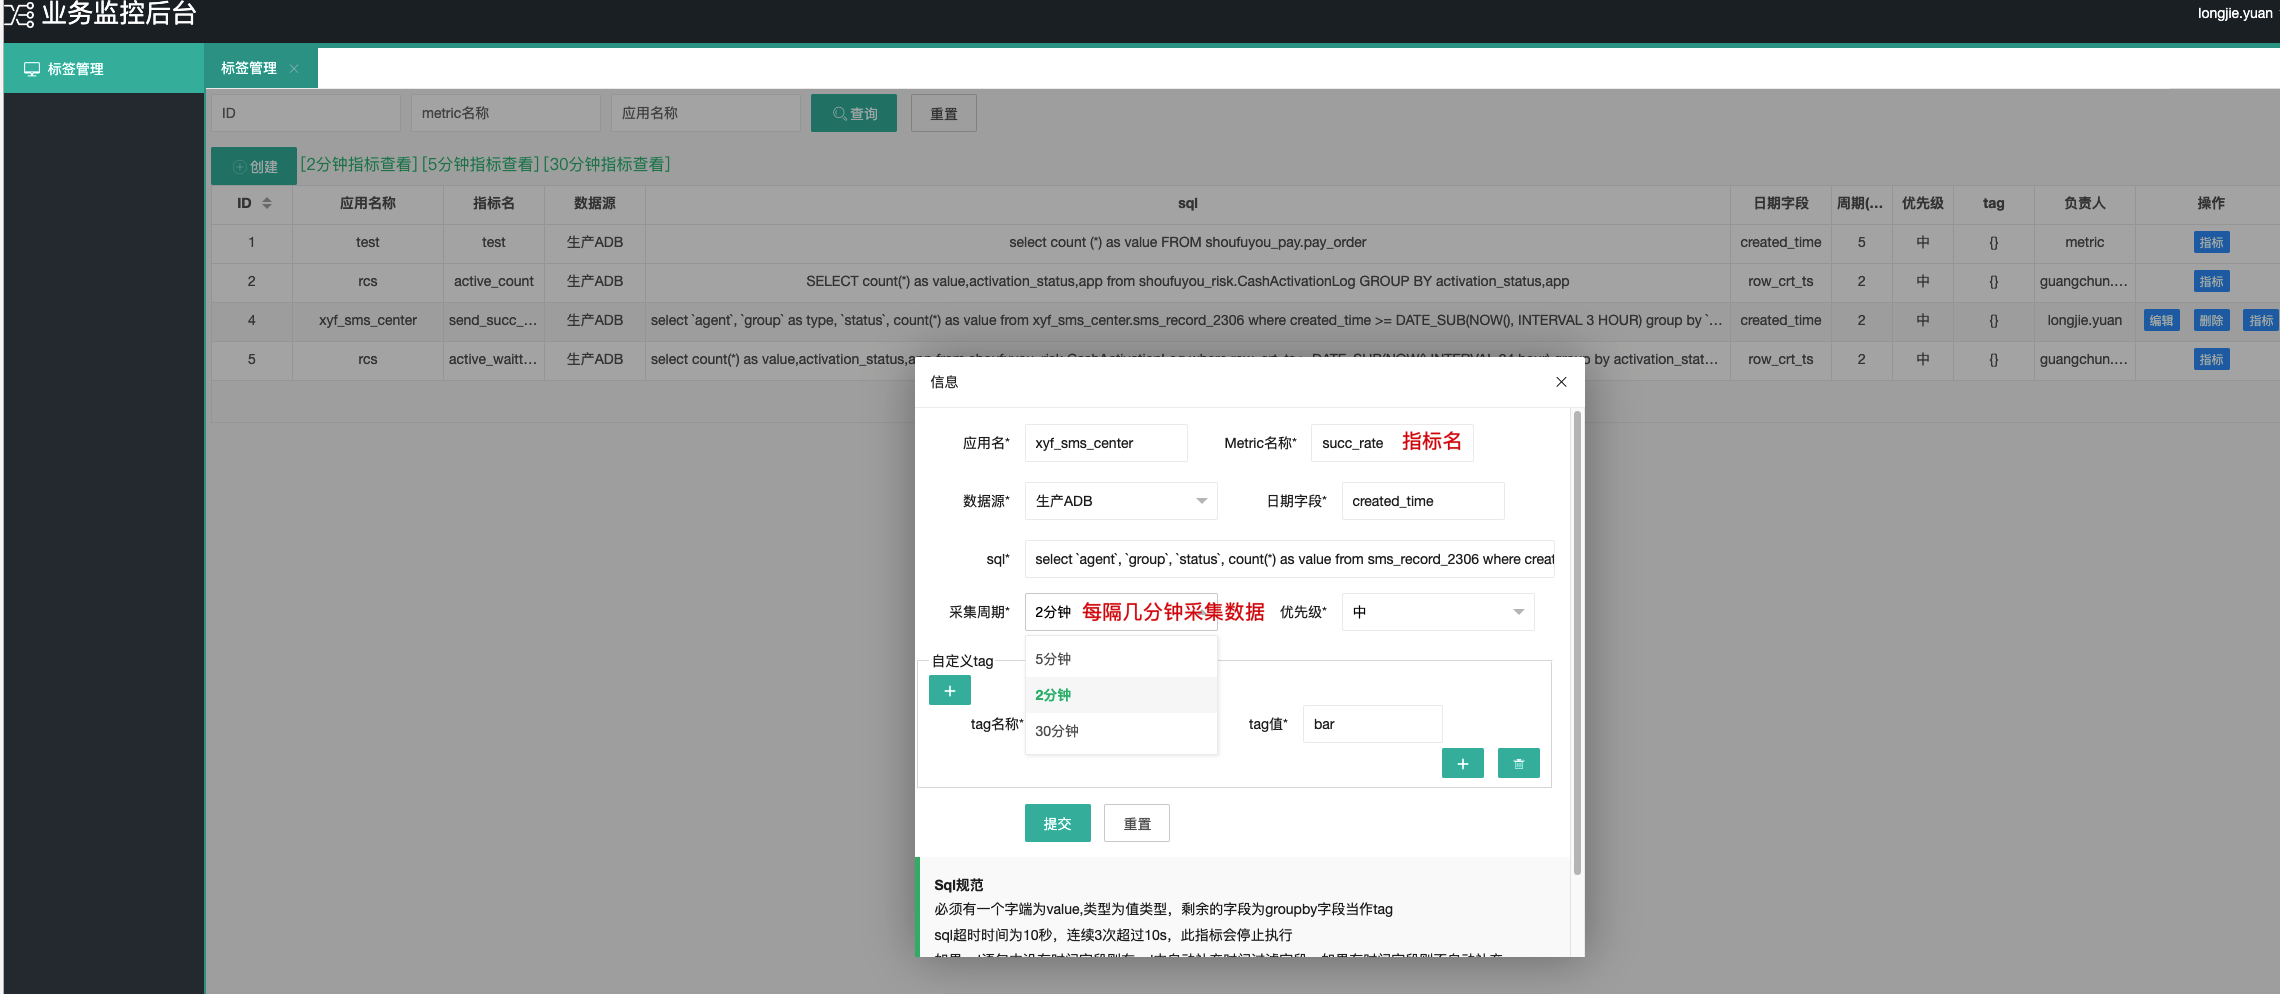 业务监控后台
longjie.yuan
标签管理
标签管理
ID metric名称 应用名称 查询 重置
创建 [2分钟指标查看] [5分钟指标查看] [30分钟指标查看]
ID 应用名称 指标名 数据源 sql 日期字段 周期(... 优先级 tag 负责人 操作
1 test test 生产ADB select count (*) as value FROM shoufuyou_pay.pay_order created_time 5 中 {} metric 指标
2 rcs active_count 生产ADB SELECT count(*) as value,activation_status,app from shoufuyou_risk.CashActivationLog GROUP BY activation_status,app row_crt_ts 2 中 {} guangchun.... 指标
4 xyf_sms_center send_succ_... 生产ADB select `agent`, `group` as type, `status`, count(*) as value from xyf_sms_center.sms_record_2306 where created_time >= DATE_SUB(NOW(), INTERVAL 3 HOUR) group by `... created_time 2 中 {} longjie.yuan 编辑 删除 指标
5 rcs active_waitt... 生产ADB select count(*) as value,activation_status,a group by activation_stat... row_crt_ts 2 中 {} guangchun.... 指标
信息
应用名* xyf_sms_center Metric名称* succ_rate 指标名
数据源* 生产ADB 日期字段* created_time
sql* select `agent`, `group`, `status`, count(*) as value from sms_record_2306 where creat
采集周期* 2分钟 每隔几分钟采集数据 优先级* 中
自定义tag
5分钟
2分钟
30分钟
tag名称* tag值* bar
提交 重置
Sql规范
必须有一个字端为value,类型为值类型，剩余的字段为groupby字段当作tag
sql超时时间为10秒，连续3次超过10s，此指标会停止执行